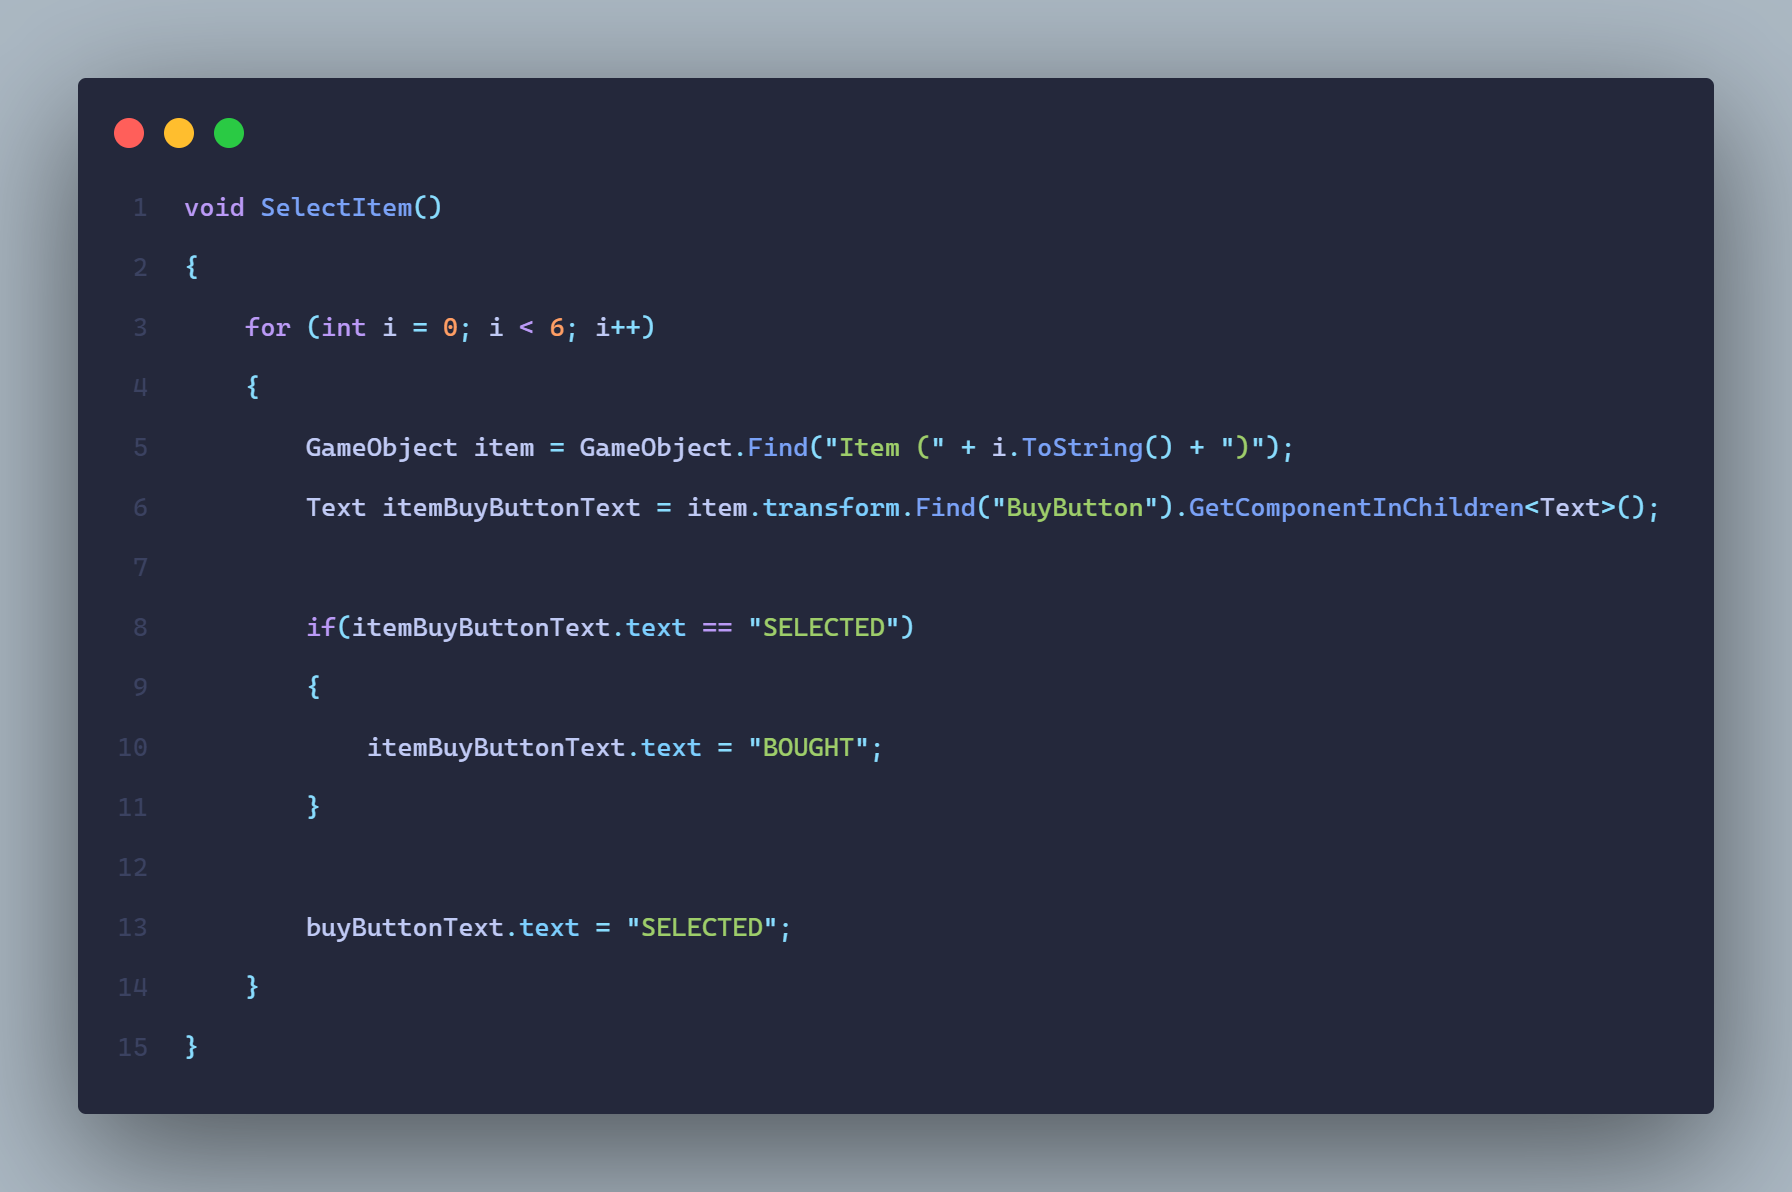 1 void SelectItem()
2 {
3     for (int i = 0; i < 6; i++)
4     {
5         GameObject item = GameObject.Find("Item (" + i.ToString() + ")");
6         Text itemBuyButtonText = item.transform.Find("BuyButton").GetComponentInChildren<Text>();
7
8         if(itemBuyButtonText.text == "SELECTED")
9         {
10             itemBuyButtonText.text = "BOUGHT";
11         }
12
13         buyButtonText.text = "SELECTED";
14     }
15 }